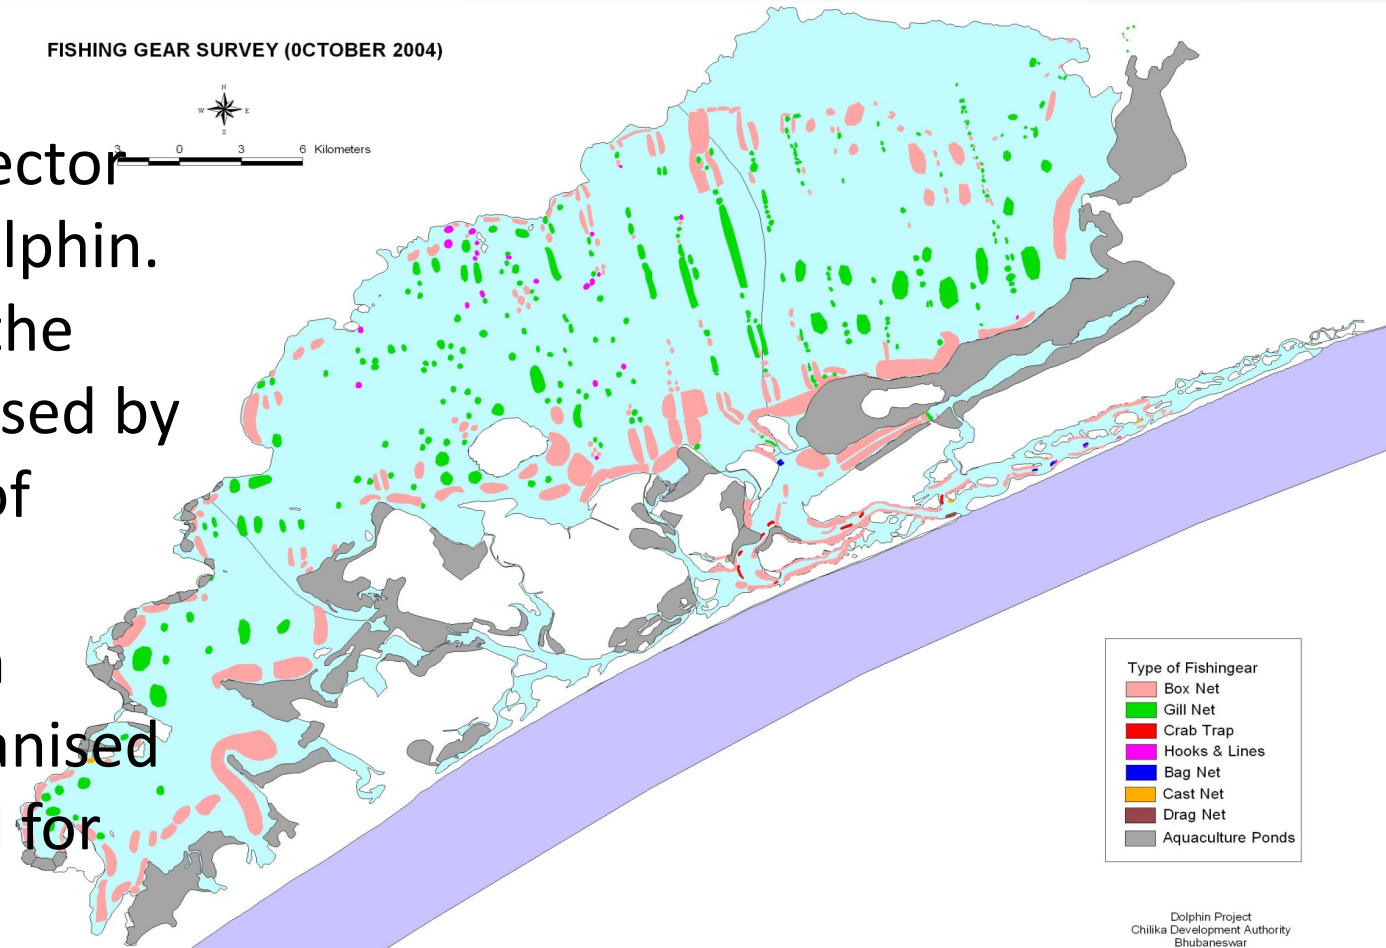 FISHING GEAR SURVEY (0CTOBER 2004)
N
W E
S
3 0 3 6 Kilometers
ector
lphin.
the
sed by
of
anised
for
Type of Fishingear
Box Net
Gill Net
Crab Trap
Hooks & Lines
Bag Net
Cast Net
Drag Net
Aquaculture Ponds
Dolphin Project
Chilika Development Authority
Bhubaneswar